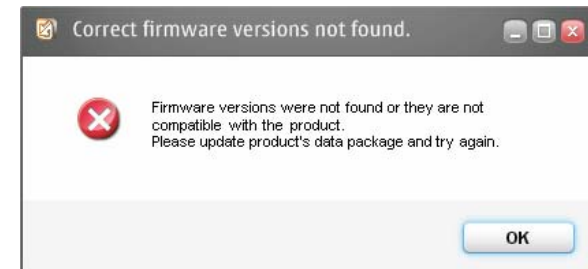 Correct firmware versions not found.
Firmware versions were not found or they are not
compatible with the product.
Please update product's data package and try again.
OK